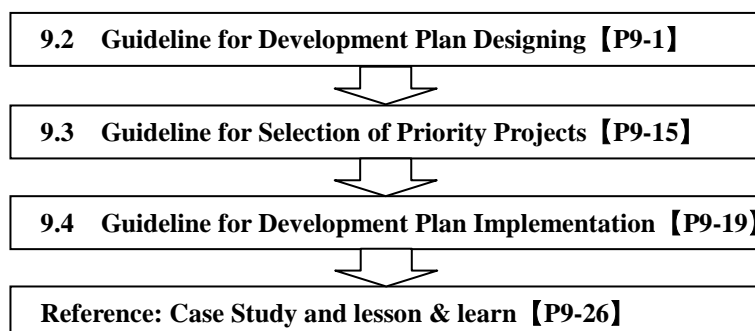 9.2 Guideline for Development Plan Designing【P9-1】
9.3 Guideline for Selection of Priority Projects【P9-15】
9.4 Guideline for Development Plan Implementation【P9-19】
Reference: Case Study and lesson & learn【P9-26】